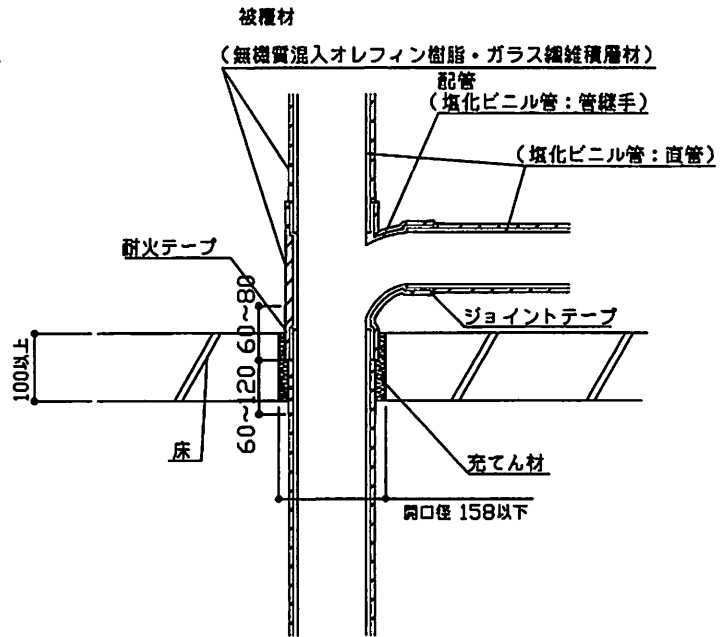 被覆材
(無機質混入オレフィン樹脂・ガラス繊維積層材)
配管
(塩化ビニル管：管継手)
(塩化ビニル管：直管)
耐火テープ
60~80
ジョイントテープ
100以上
60~120
床
充てん材
開口径 158以下